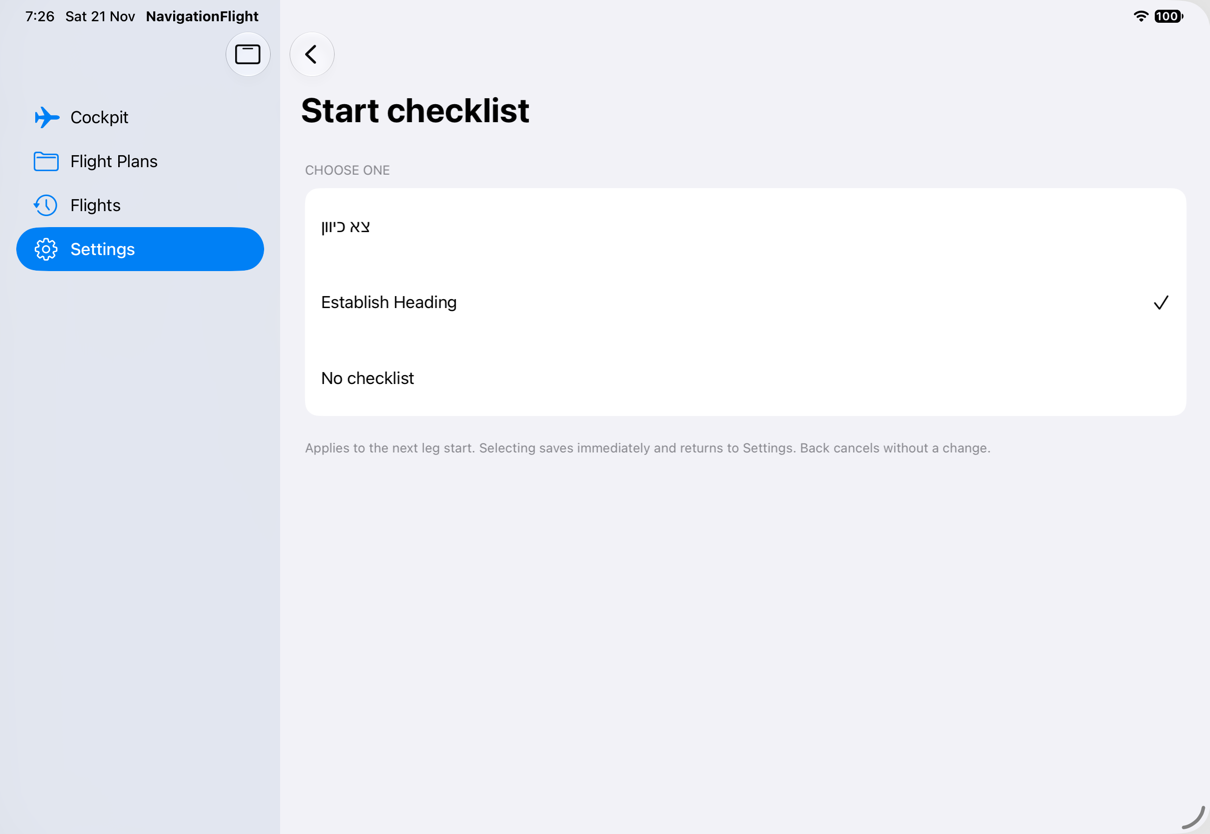 7:26 Sat 21 Nov NavigationFlight
100
Cockpit
Flight Plans
Flights
Settings
Start checklist
CHOOSE ONE
צא כיוון
Establish Heading
No checklist
Applies to the next leg start. Selecting saves immediately and returns to Settings. Back cancels without a change.